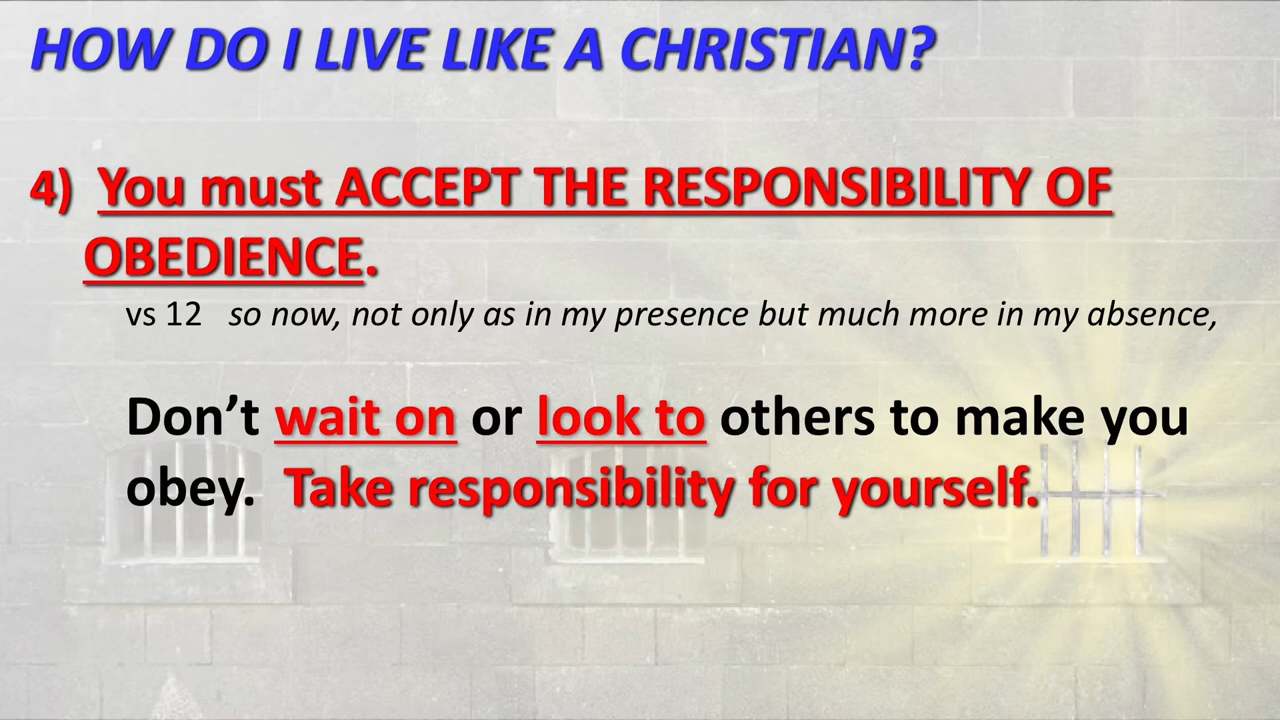 HOW DO I LIVE LIKE A CHRISTIAN?
4) You must ACCEPT THE RESPONSIBILITY OF
OBEDIENCE.
vs 12 so now, not only as in my presence but much more in my absence,
Don’t wait on or look to others to make you
obey. Take responsibility for yourself.